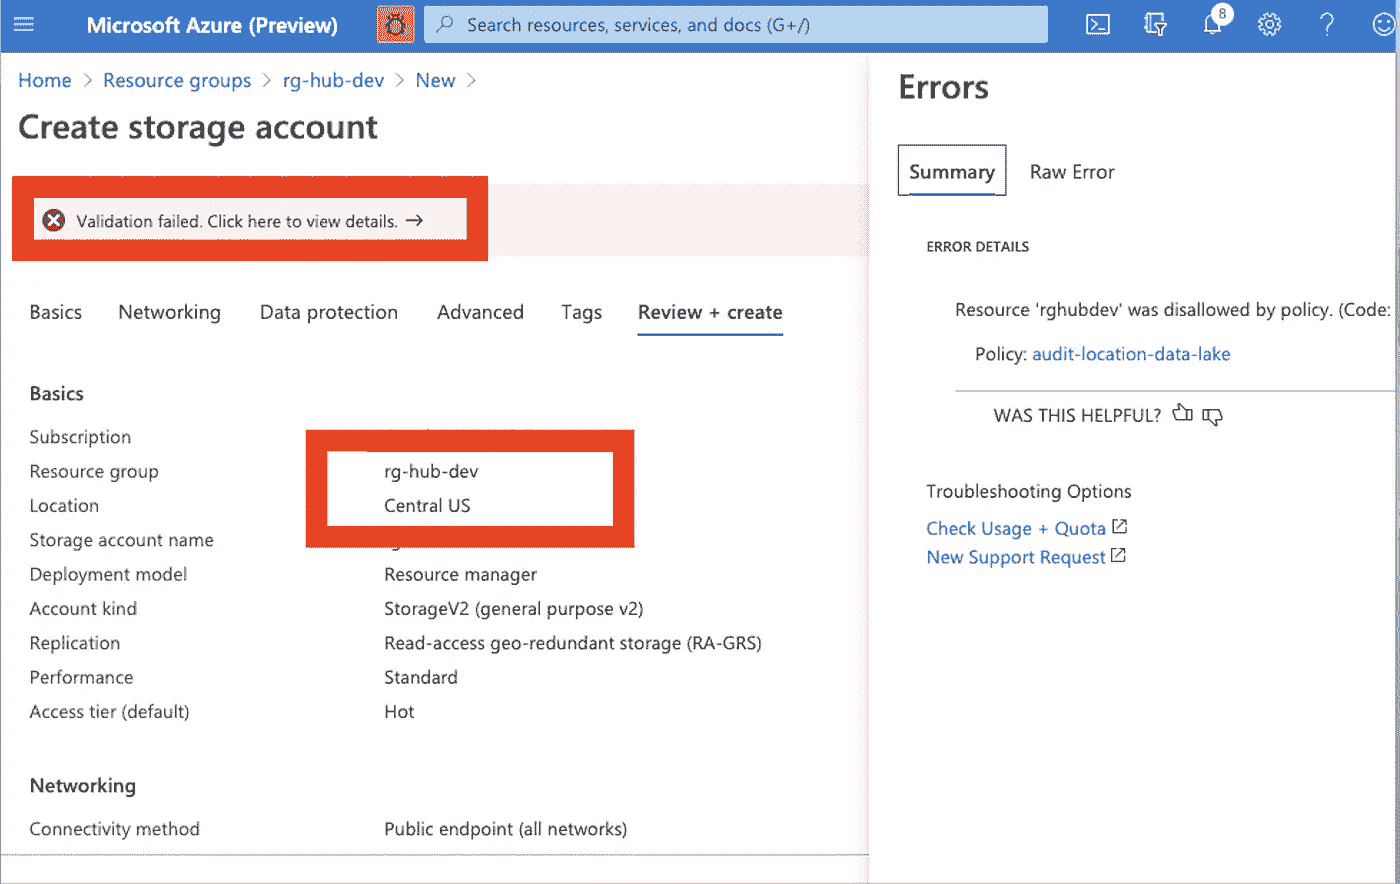 Microsoft Azure (Preview)
Search resources, services, and docs (G+/)
8
Home > Resource groups > rg-hub-dev > New >
Create storage account
Validation failed. Click here to view details. →
Basics Networking Data protection Advanced Tags Review + create
Basics
Subscription
Resource group rg-hub-dev
Location Central US
Storage account name
Deployment model Resource manager
Account kind StorageV2 (general purpose v2)
Replication Read-access geo-redundant storage (RA-GRS)
Performance Standard
Access tier (default) Hot
Networking
Connectivity method Public endpoint (all networks)
Errors
Summary Raw Error
ERROR DETAILS
Resource 'rghubdev' was disallowed by policy. (Code:
Policy: audit-location-data-lake
WAS THIS HELPFUL?
Troubleshooting Options
Check Usage + Quota
New Support Request